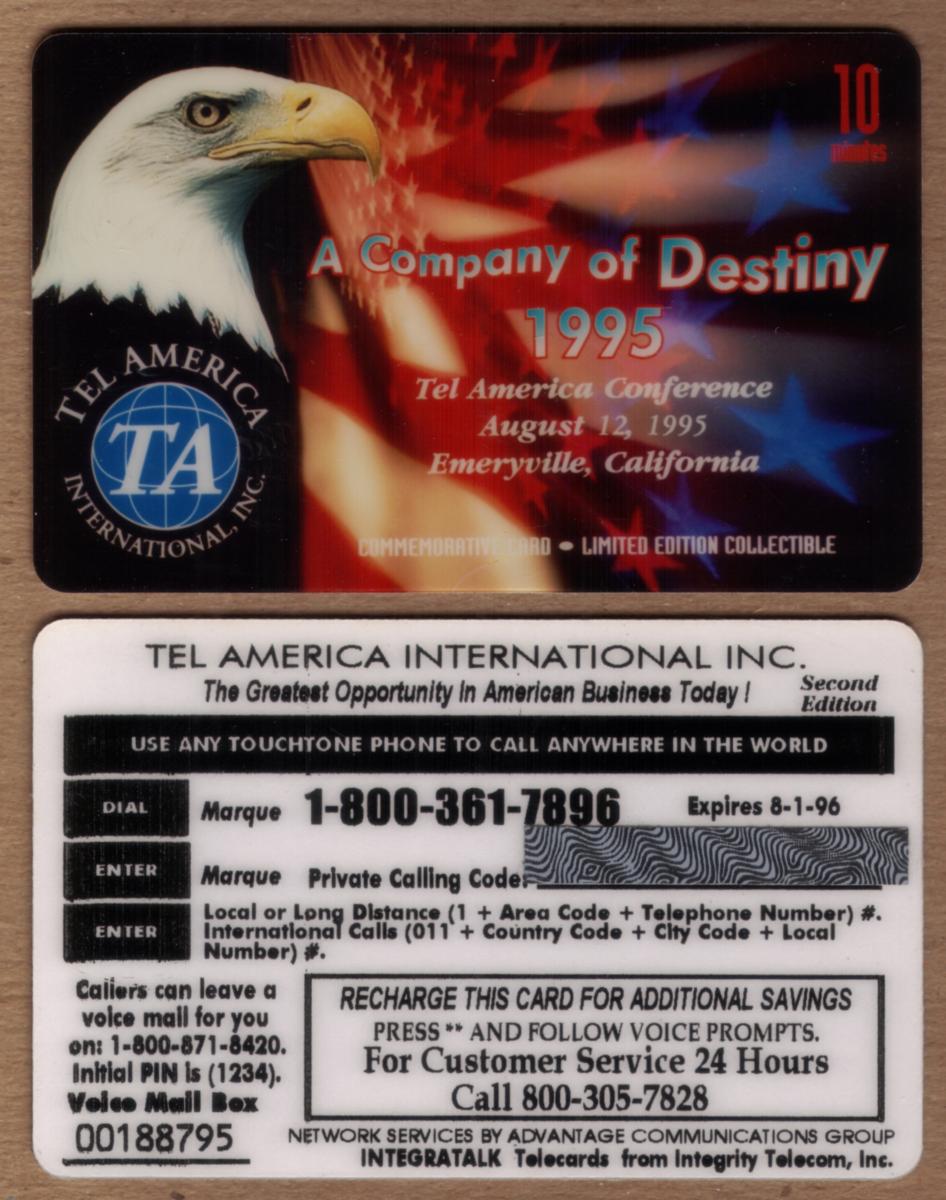 10
minutes
A Company of Destiny
1995
Tel America Conference
August 12, 1995
Emeryville, California
TEL AMERICA
TA
INTERNATIONAL, INC.
COMMEMORATIVE CARD • LIMITED EDITION COLLECTIBLE
TEL AMERICA INTERNATIONAL INC.
The Greatest Opportunity In American Business Today !
Second
Edition
USE ANY TOUCHTONE PHONE TO CALL ANYWHERE IN THE WORLD
DIAL Marque 1-800-361-7896 Expires 8-1-96
ENTER Marque Private Calling Code:
ENTER
Local or Long Distance (1 + Area Code + Telephone Number) #.
International Calls (011 + Country Code + City Code + Local
Number) #.
Callers can leave a
voice mail for you
on: 1-800-871-8420.
Initial PIN is (1234).
Voice Mail Box
00188795
RECHARGE THIS CARD FOR ADDITIONAL SAVINGS
PRESS ** AND FOLLOW VOICE PROMPTS.
For Customer Service 24 Hours
Call 800-305-7828
NETWORK SERVICES BY ADVANTAGE COMMUNICATIONS GROUP
INTEGRATALK Telecards from Integrity Telecom, Inc.